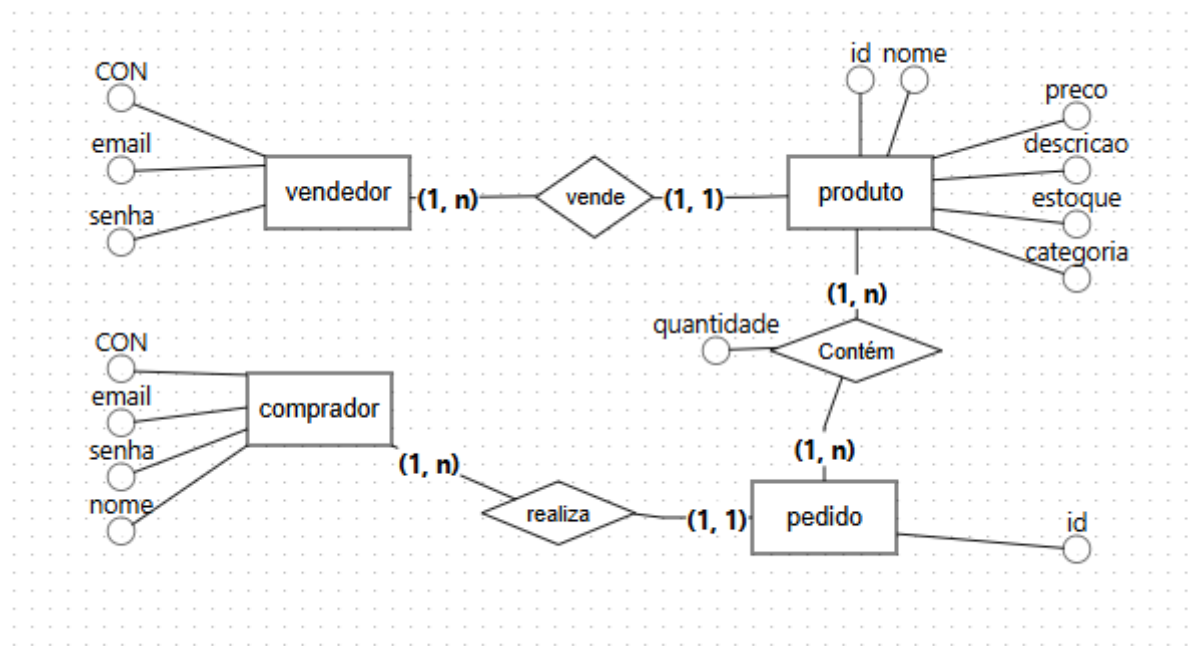 id nome
CON
preco
email
descricao
vendedor
(1, n)
vende
(1, 1)
produto
estoque
senha
categoria
(1, n)
quantidade
Contém
CON
email
comprador
senha
(1, n)
(1, n)
nome
realiza
(1, 1)
pedido
id